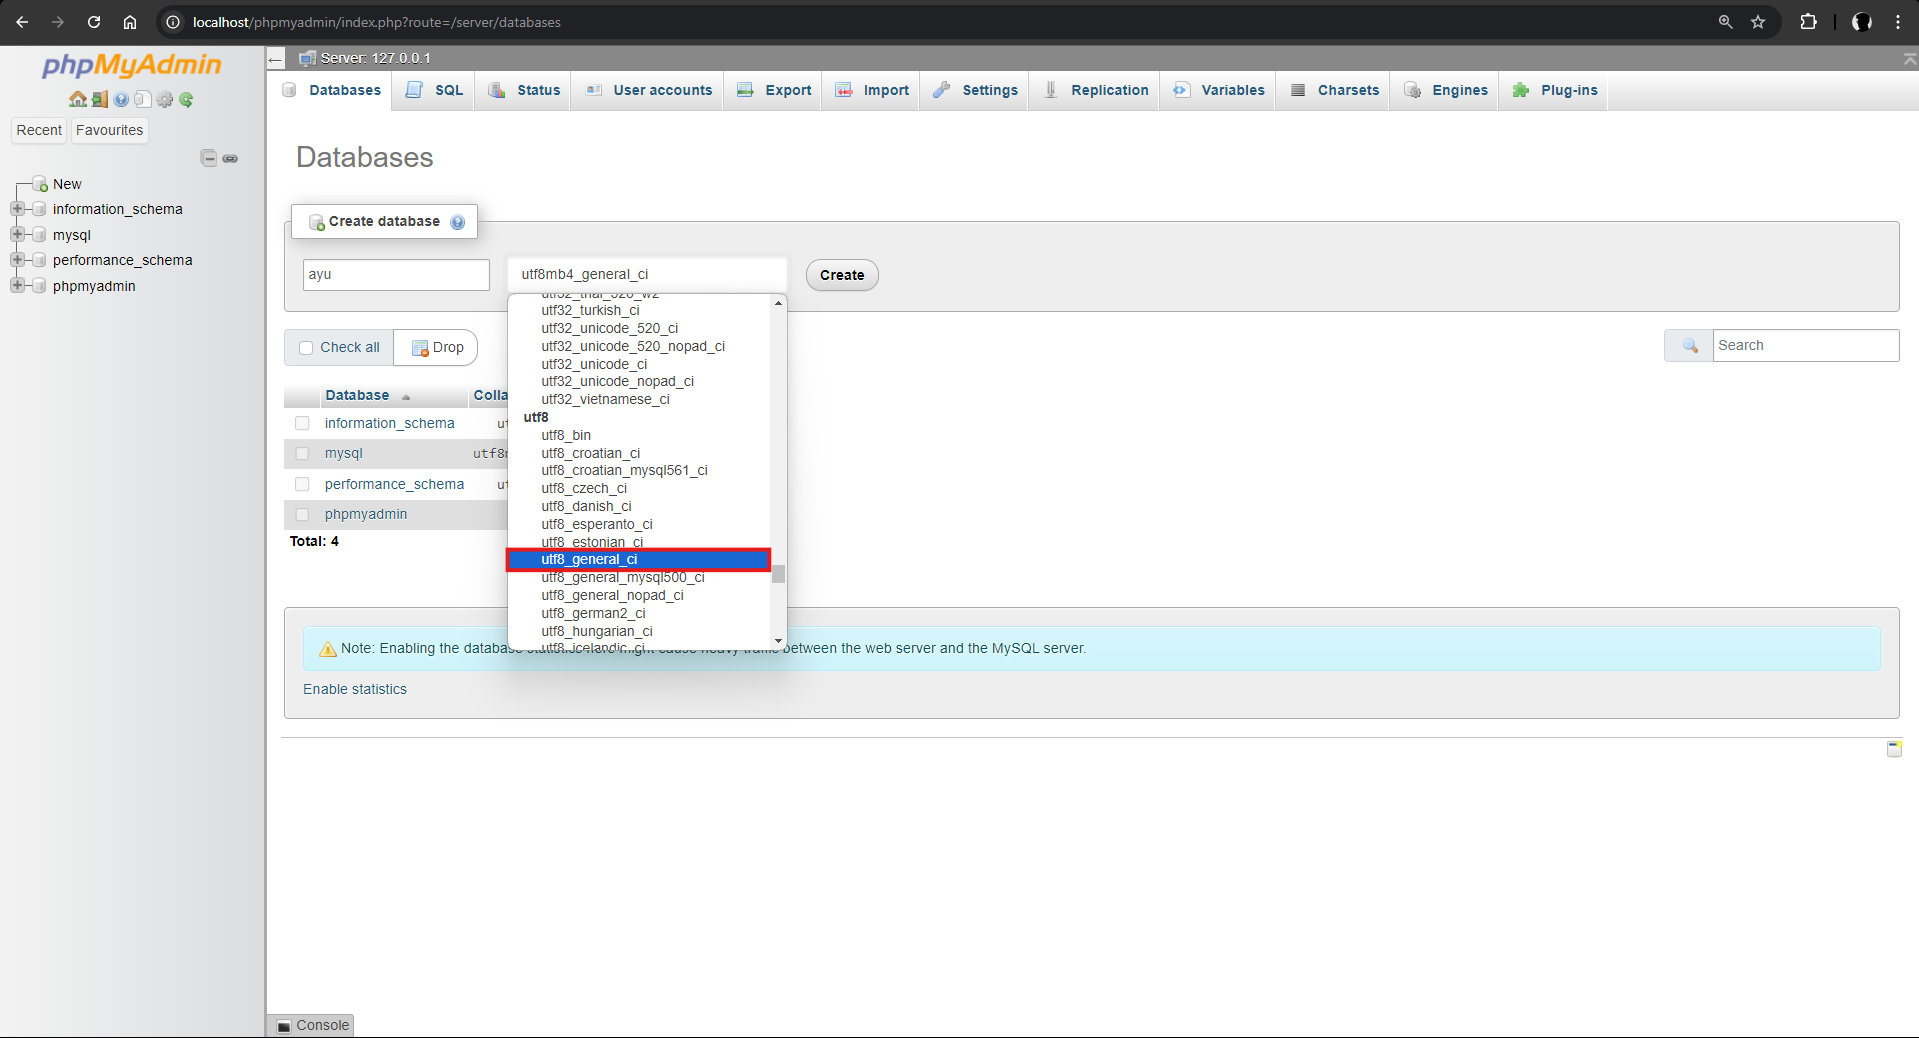 localhost/phpmyadmin/index.php?route=/server/databases
phpMyAdmin
Recent
Favourites
New
information_schema
mysql
performance_schema
phpmyadmin
Server: 127.0.0.1
Databases
SQL
Status
User accounts
Export
Import
Settings
Replication
Variables
Charsets
Engines
Plug-ins
Databases
Create database
ayu
utf8mb4_general_ci
Create
utf32_thai_520_w2
utf32_turkish_ci
utf32_unicode_520_ci
utf32_unicode_520_nopad_ci
utf32_unicode_ci
utf32_unicode_nopad_ci
utf32_vietnamese_ci
utf8
utf8_bin
utf8_croatian_ci
utf8_croatian_mysql561_ci
utf8_czech_ci
utf8_danish_ci
utf8_esperanto_ci
utf8_estonian_ci
utf8_general_ci
utf8_general_mysql500_ci
utf8_general_nopad_ci
utf8_german2_ci
utf8_hungarian_ci
utf8_icelandic_ci
Check all
Drop
Search
Database
Colla
information_schema
ut
mysql
utf8
performance_schema
ut
phpmyadmin
Total: 4
Note: Enabling the database between the web server and the MySQL server.
Enable statistics
Console